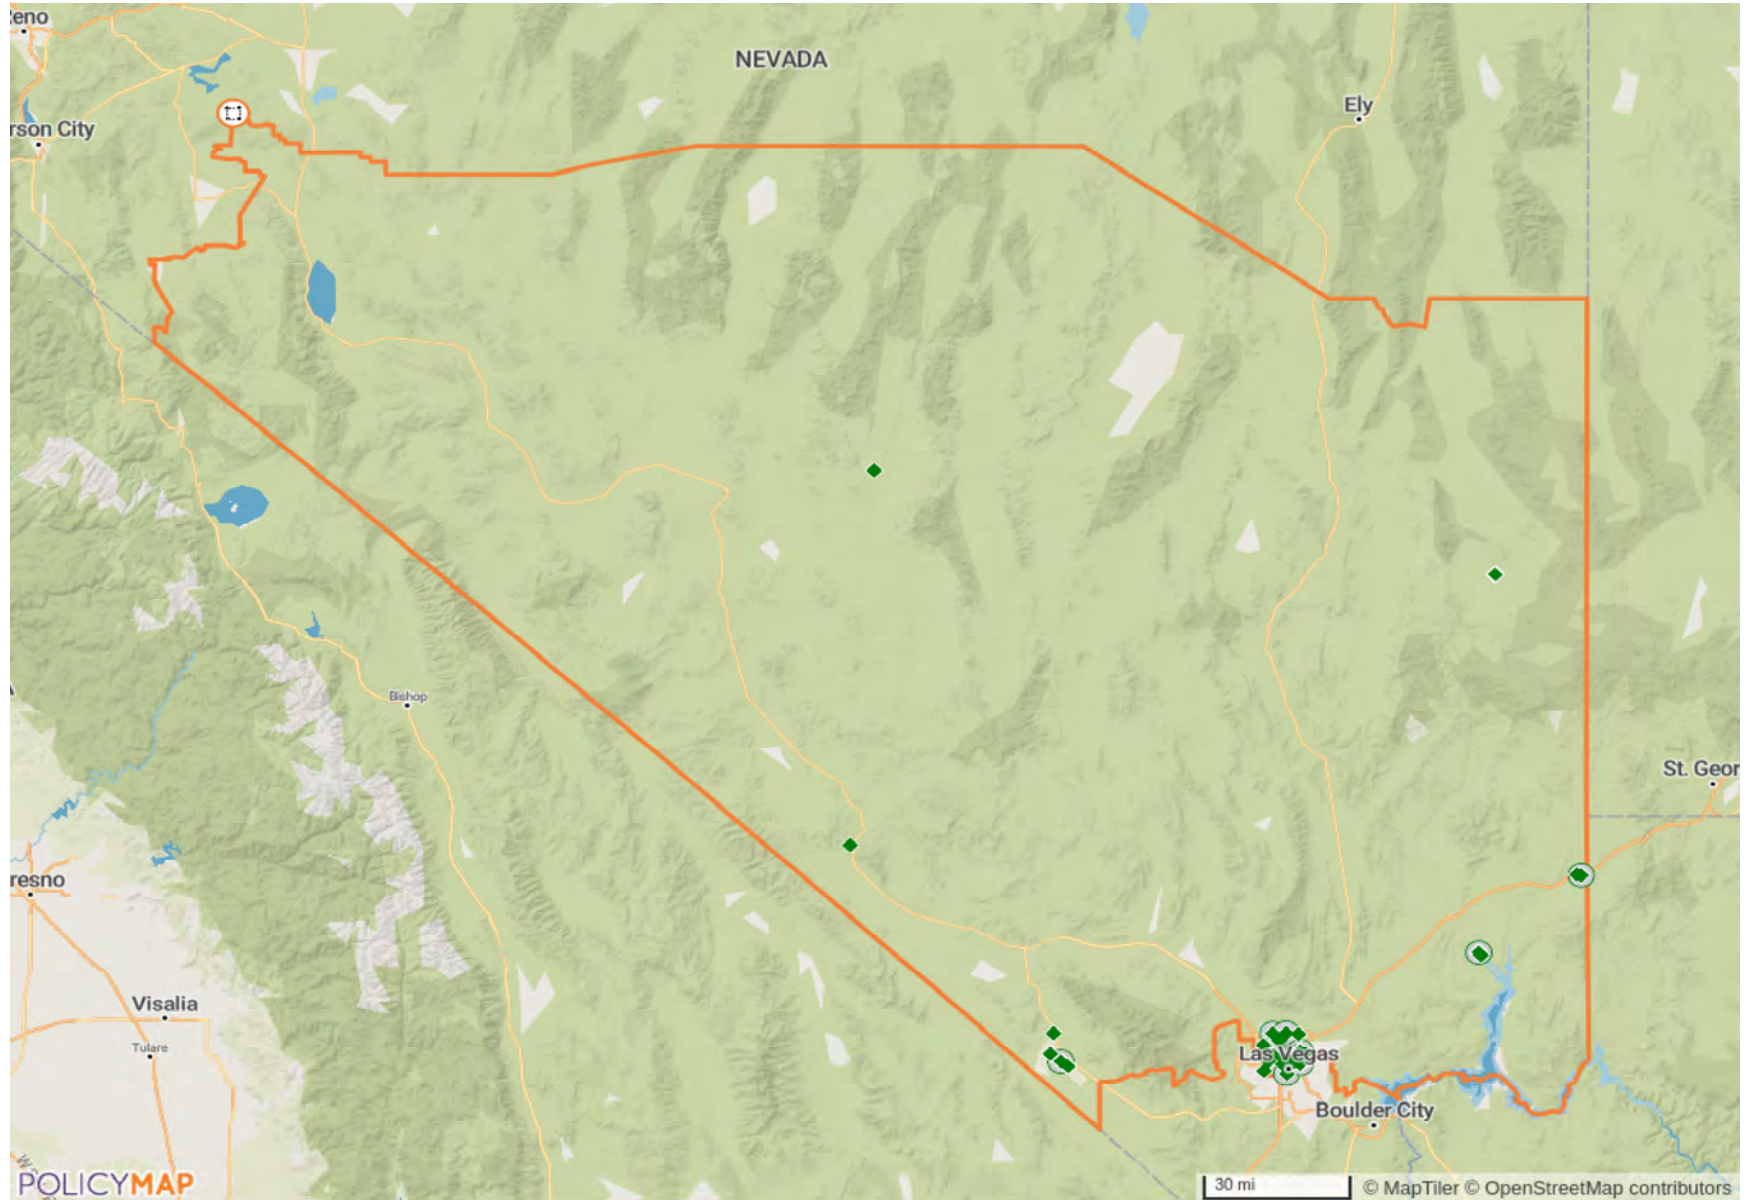 eno
NEVADA
Ely
rson City
Bishop
St. Geor
resno
Visalia
Tulare
Las Vegas
Boulder City
POLICYMAP
30 mi
© MapTiler © OpenStreetMap contributors